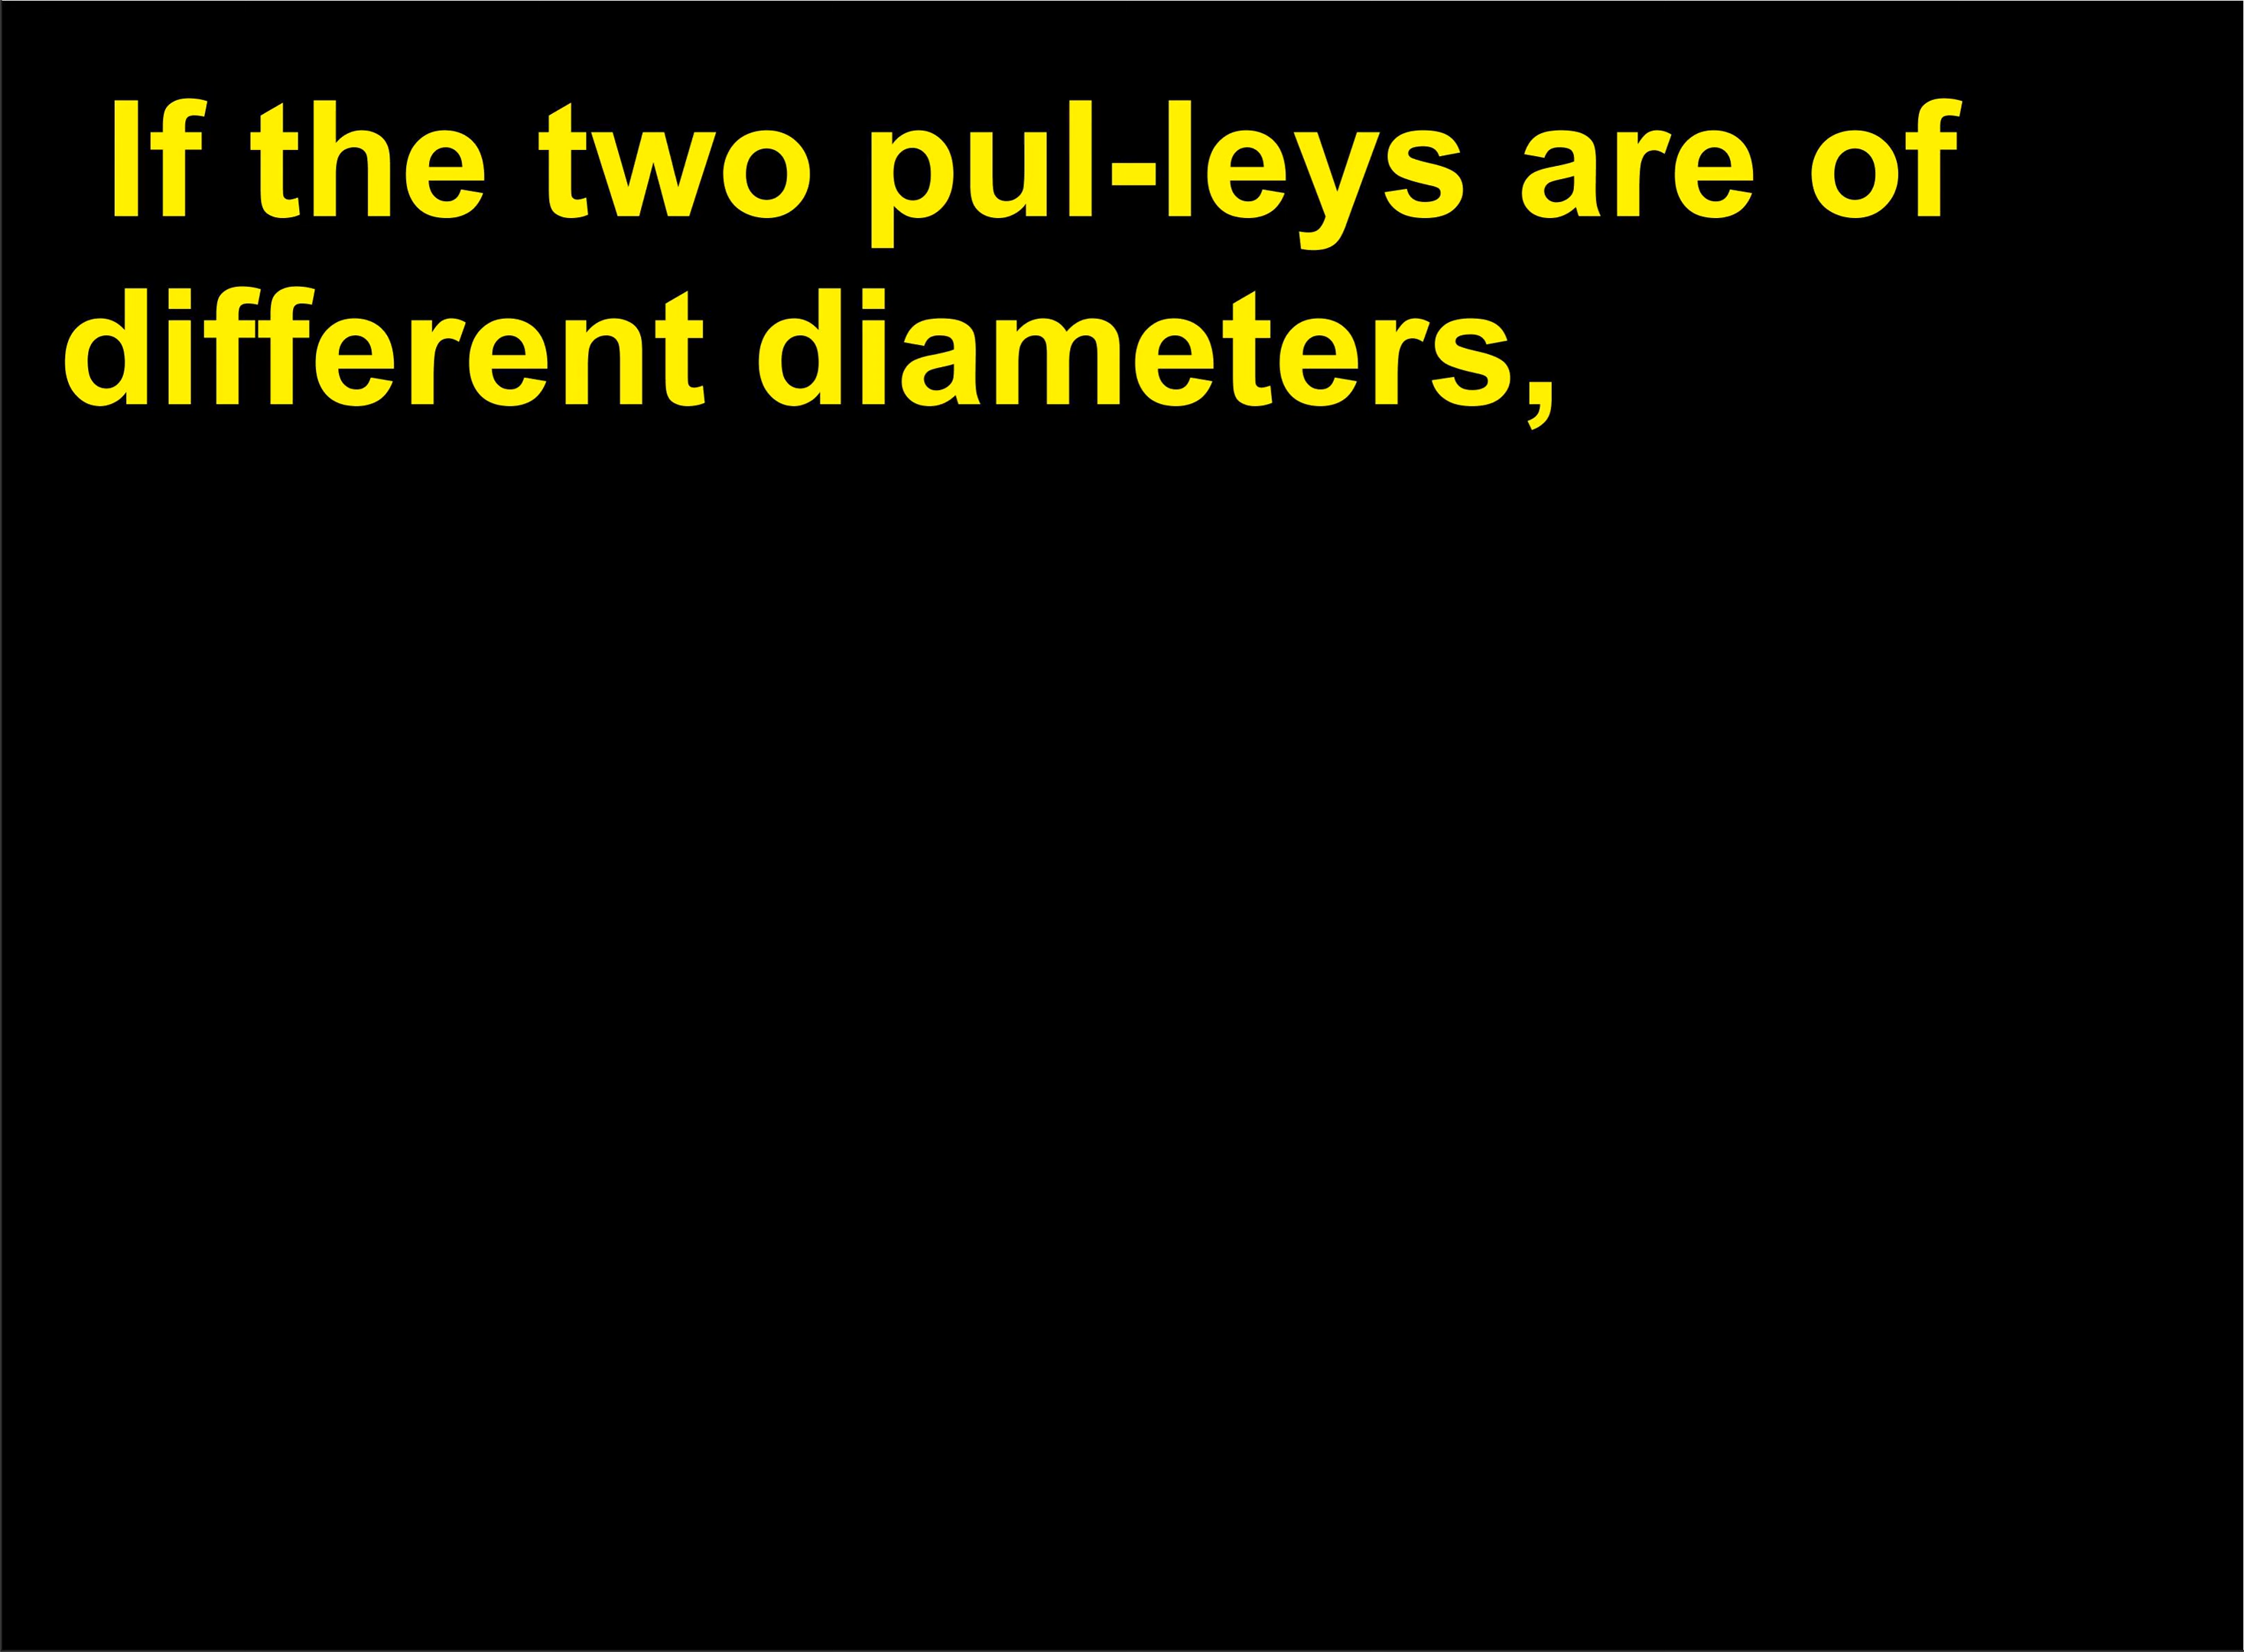 If the two pul-leys are of
different diameters,